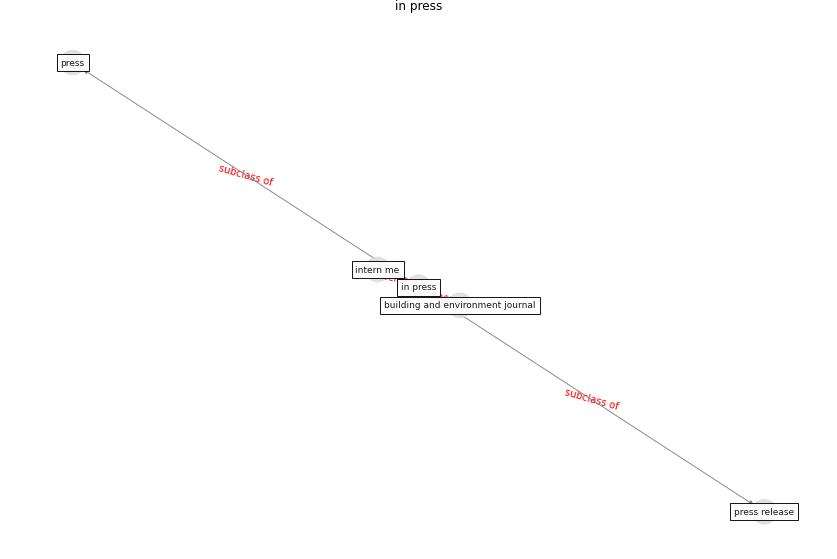 in press
press
subclass of
intern me
in press
building and environment journal
subclass of
press release